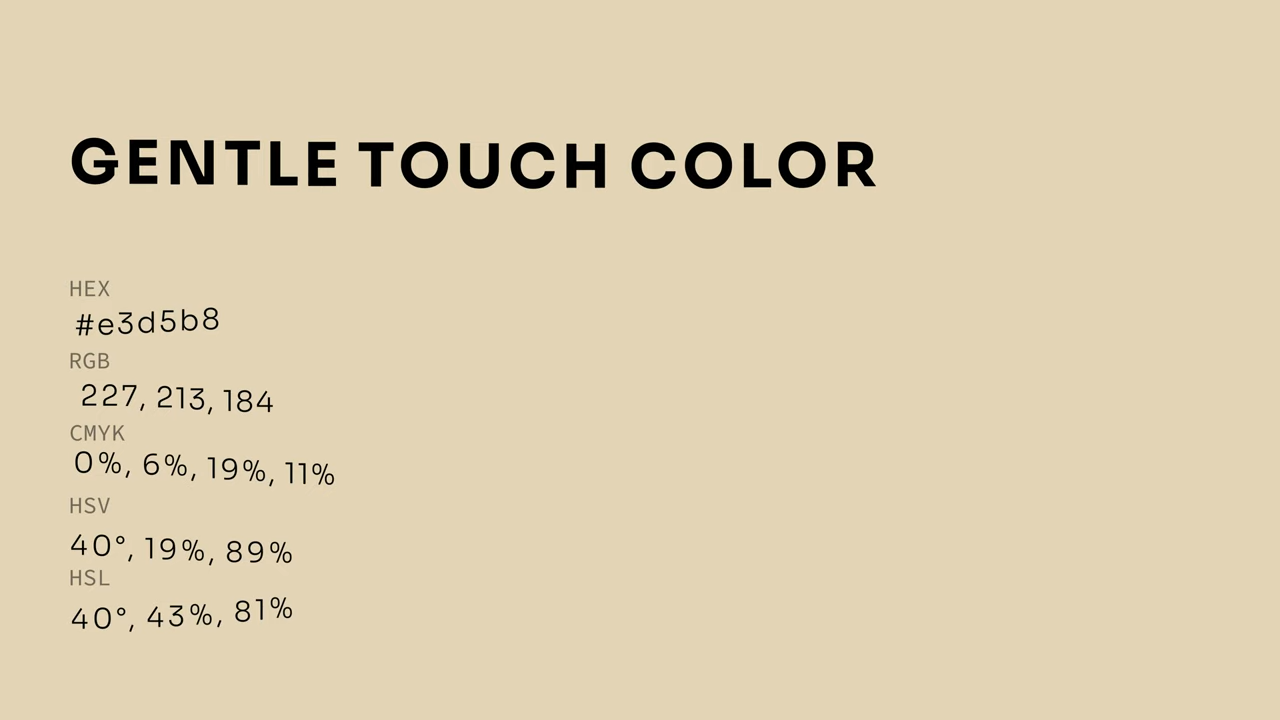 GENTLE TOUCH COLOR
HEX
#e3d5b8
RGB
227, 213, 184
CMYK
0%, 6%, 19%, 11%
HSV
40°, 19%, 89%
HSL
40°, 43%, 81%